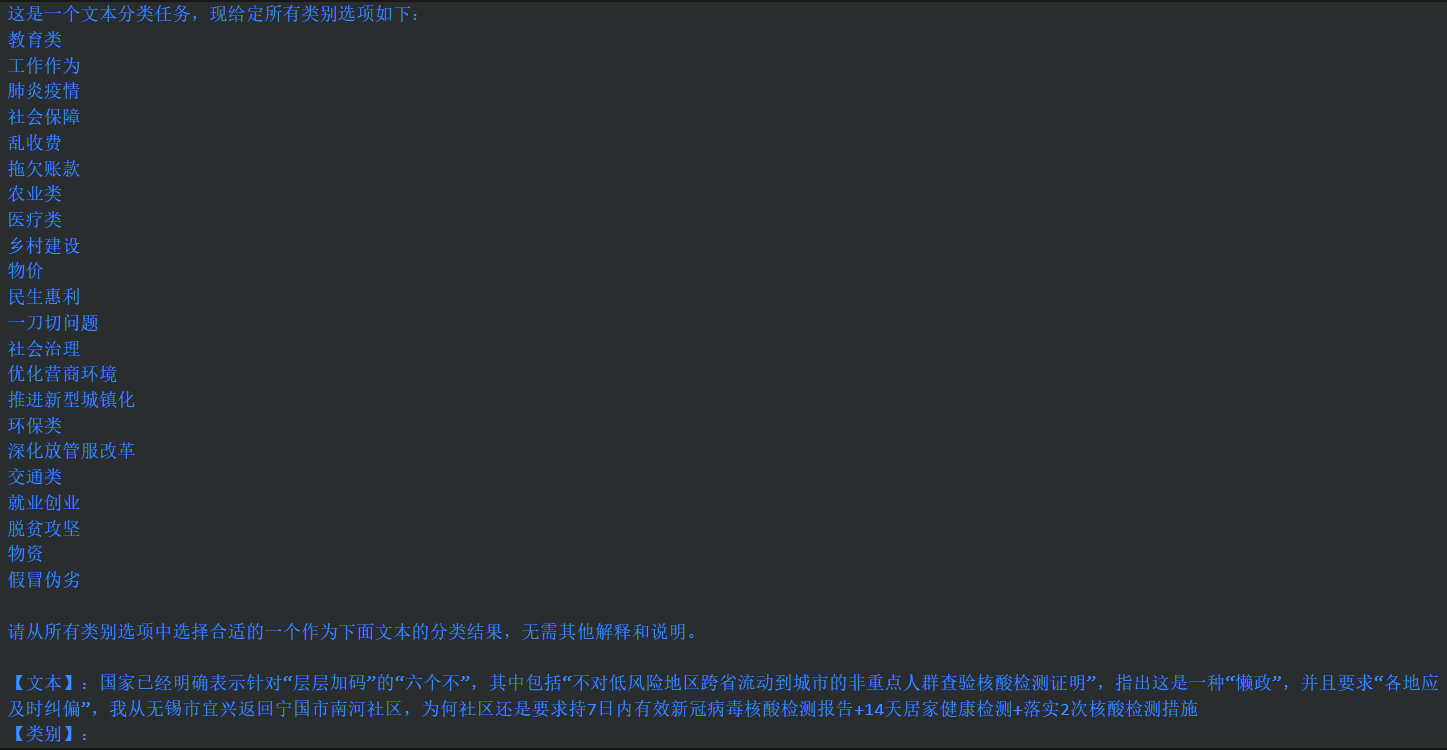 这是一个文本分类任务，现给定所有类别选项如下：
教育类
工作作为
肺炎疫情
社会保障
乱收费
拖欠账款
农业类
医疗类
乡村建设
物价
民生惠利
一刀切问题
社会治理
优化营商环境
推进新型城镇化
环保类
深化放管服改革
交通类
就业创业
脱贫攻坚
物资
假冒伪劣
请从所有类别选项中选择合适的一个作为下面文本的分类结果，无需其他解释和说明。
【文本】：国家已经明确表示针对“层层加码”的“六个不”，其中包括“不对低风险地区跨省流动到城市的非重点人群查验核酸检测证明”，指出这是一种“懒政”，并且要求“各地应
及时纠偏”，我从无锡市宜兴返回宁国市南河社区，为何社区还是要求持7日内有效新冠病毒核酸检测报告+14天居家健康检测+落实2次核酸检测措施
【类别】：